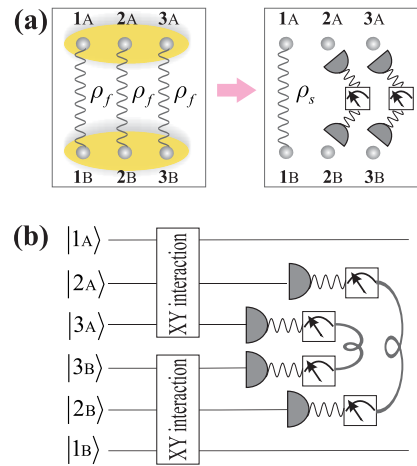 (a)
1A 2A 3A
ρf ρf ρf
1B 2B 3B
1A 2A 3A
ρs
1B 2B 3B
(b)
|1A⟩
|2A⟩
|3A⟩
|3B⟩
|2B⟩
|1B⟩
XY interaction
XY interaction